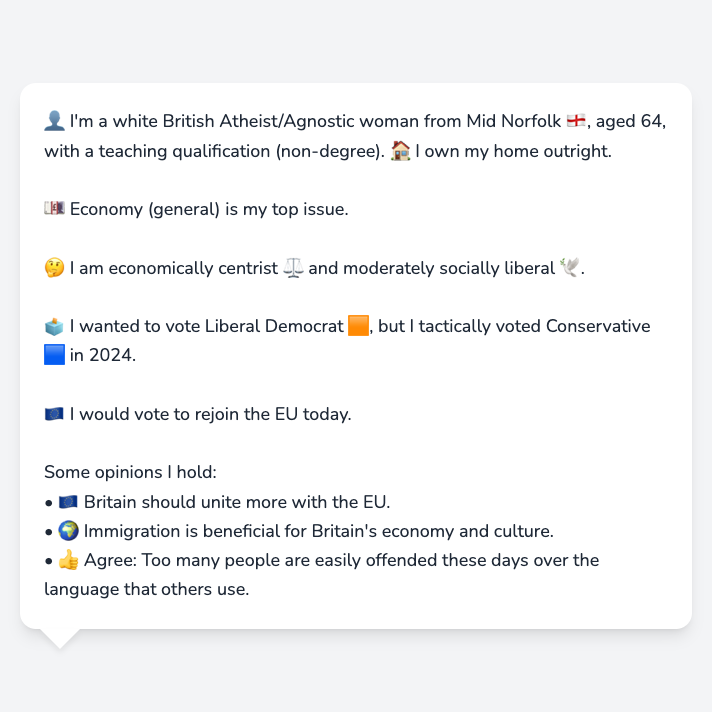 👤 I'm a white British Atheist/Agnostic woman from Mid Norfolk 🏴󠁧󠁢󠁥󠁮󠁧󠁿, aged 64,
with a teaching qualification (non-degree). 🏠 I own my home outright.
💷 Economy (general) is my top issue.
🤔 I am economically centrist ⚖️ and moderately socially liberal 🕊️.
🗳️ I wanted to vote Liberal Democrat 🟧, but I tactically voted Conservative
🟦 in 2024.
🇪🇺 I would vote to rejoin the EU today.
Some opinions I hold:
• 🇪🇺 Britain should unite more with the EU.
• 🌍 Immigration is beneficial for Britain's economy and culture.
• 👍 Agree: Too many people are easily offended these days over the
language that others use.